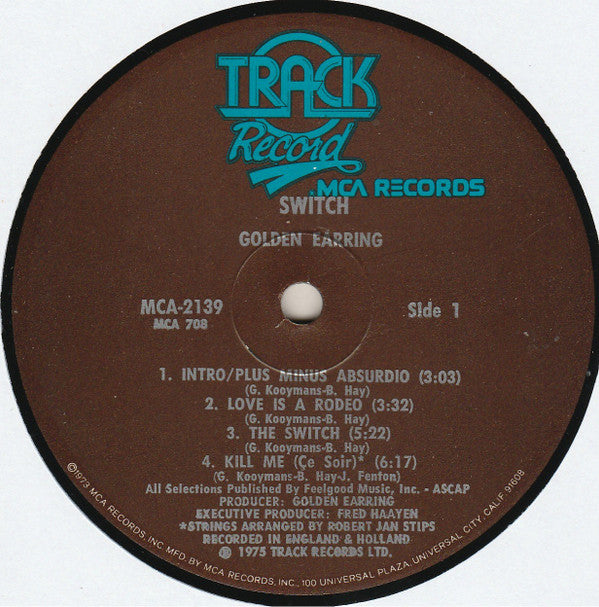 TRACK
Record
MCA RECORDS
SWITCH
GOLDEN EARRING
MCA-2139
MCA 708
Side 1
1. INTRO/PLUS MINUS ABSURDIO (3:03)
(G. Kooymans-B. Hay)
2. LOVE IS A RODEO (3:32)
(G. Kooymans-B. Hay)
3. THE SWITCH (5:22)
(G. Kooymans-B. Hay)
4. KILL ME (Çe Soir)* (6:17)
(G. Kooymans-B. Hay-J. Fenton)
All Selections Published By Feelgood Music, Inc. - ASCAP
PRODUCER: GOLDEN EARRING
EXECUTIVE PRODUCER: FRED HAAYEN
*STRINGS ARRANGED BY ROBERT JAN STIPS
RECORDED IN ENGLAND & HOLLAND
℗ 1975 TRACK RECORDS LTD.
©1973 MCA RECORDS INC. MFD. BY MCA RECORDS, INC., 100 UNIVERSAL PLAZA, UNIVERSAL CITY, CALIF. 91608